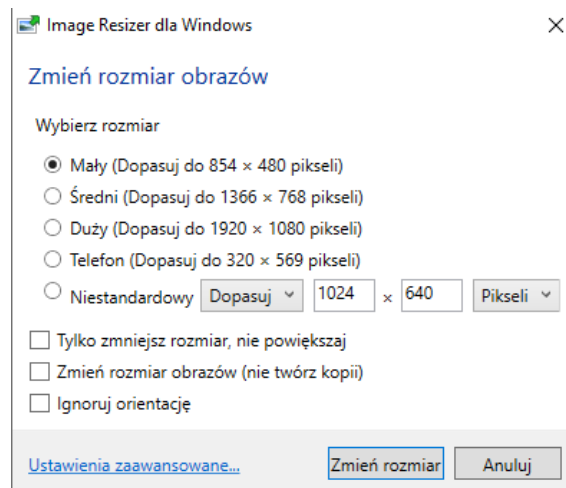 Image Resizer dla Windows
Zmień rozmiar obrazów
Wybierz rozmiar
Mały (Dopasuj do 854 × 480 pikseli)
Średni (Dopasuj do 1366 × 768 pikseli)
Duży (Dopasuj do 1920 × 1080 pikseli)
Telefon (Dopasuj do 320 × 569 pikseli)
Niestandardowy Dopasuj 1024 × 640 Pikseli
Tylko zmniejsz rozmiar, nie powiększaj
Zmień rozmiar obrazów (nie twórz kopii)
Ignoruj orientację
Ustawienia zaawansowane... Zmień rozmiar Anuluj